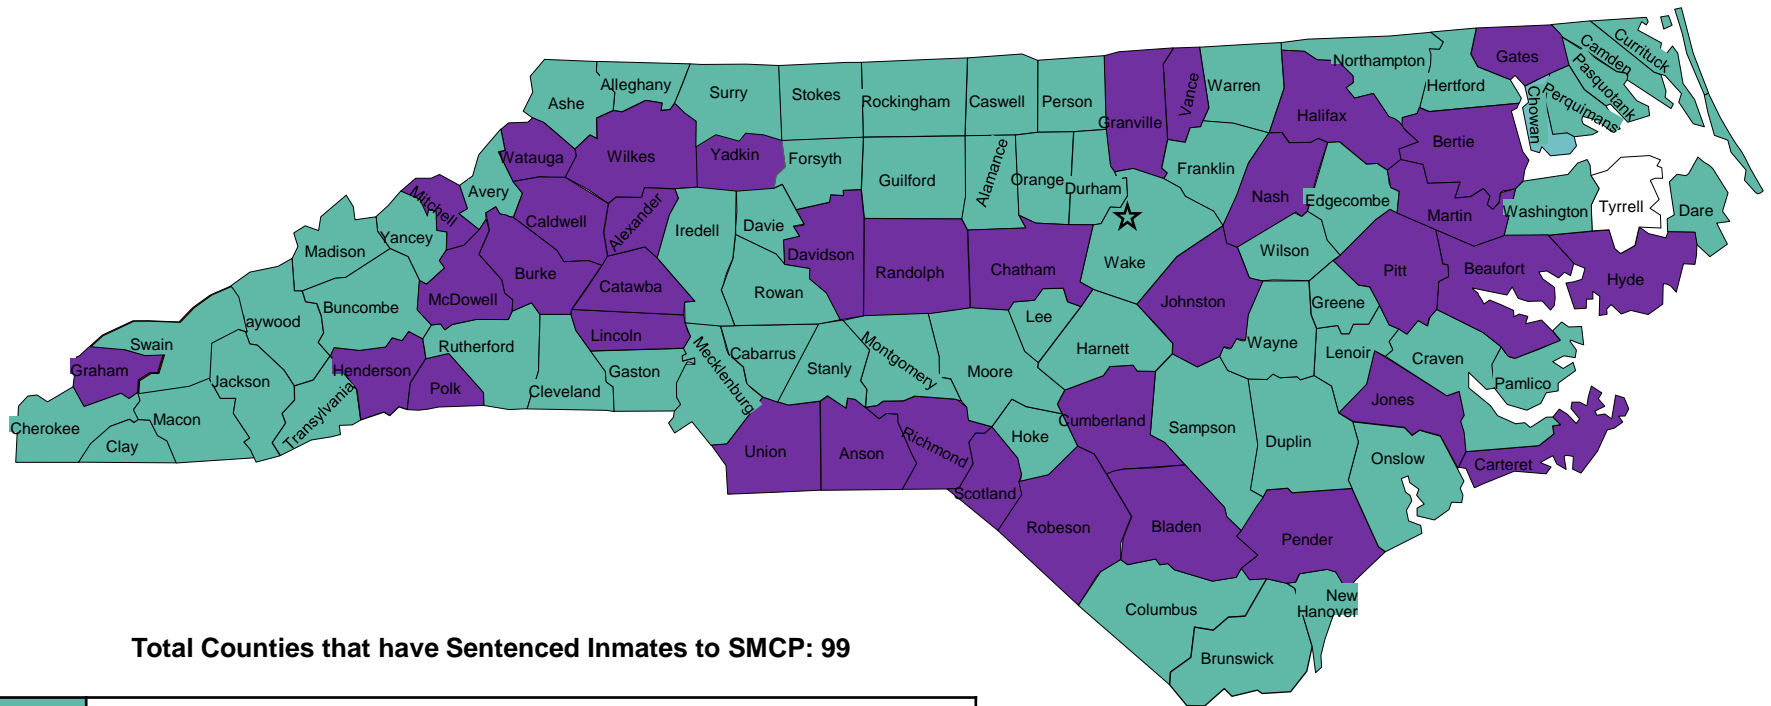 Ashe
Alleghany
Surry
Stokes
Rockingham
Caswell
Person
Granville
Vance
Warren
Halifax
Northampton
Hertford
Gates
Camden
Currituck
Pasquotank
Perquimans
Chowan
Bertie
Watauga
Wilkes
Yadkin
Forsyth
Guilford
Alamance
Orange
Durham
Franklin
Nash
Edgecombe
Martin
Washington
Tyrrell
Dare
Mitchell
Avery
Caldwell
Alexander
Iredell
Davie
Davidson
Randolph
Chatham
Wake
Johnston
Wilson
Pitt
Beaufort
Hyde
Madison
Yancey
McDowell
Burke
Catawba
Rowan
Lee
Greene
Buncombe
aywood
Swain
Graham
Jackson
Henderson
Rutherford
Polk
Cleveland
Lincoln
Gaston
Mecklenburg
Cabarrus
Stanly
Montgomery
Moore
Harnett
Wayne
Lenoir
Craven
Pamlico
Jones
Cherokee
Clay
Macon
Transylvania
Union
Anson
Richmond
Hoke
Scotland
Cumberland
Sampson
Duplin
Onslow
Carteret
Robeson
Bladen
Pender
Columbus
New
Hanover
Brunswick
Total Counties that have Sentenced Inmates to SMCP: 99